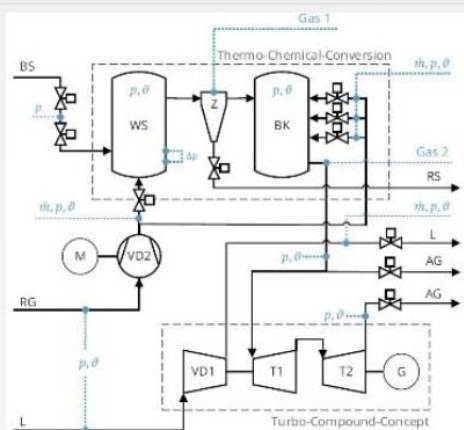 Gas 1
Thermo-Chemical-Conversion
BS
ṁ, p, ϑ
p, ϑ
Z
p, ϑ
p
WS
BK
Δp
Gas 2
RS
ṁ, p, ϑ
ṁ, p, ϑ
L
M
VD2
p, ϑ
AG
RG
AG
p, ϑ
p, ϑ
VD1
T1
T2
G
L
Turbo-Compound-Concept